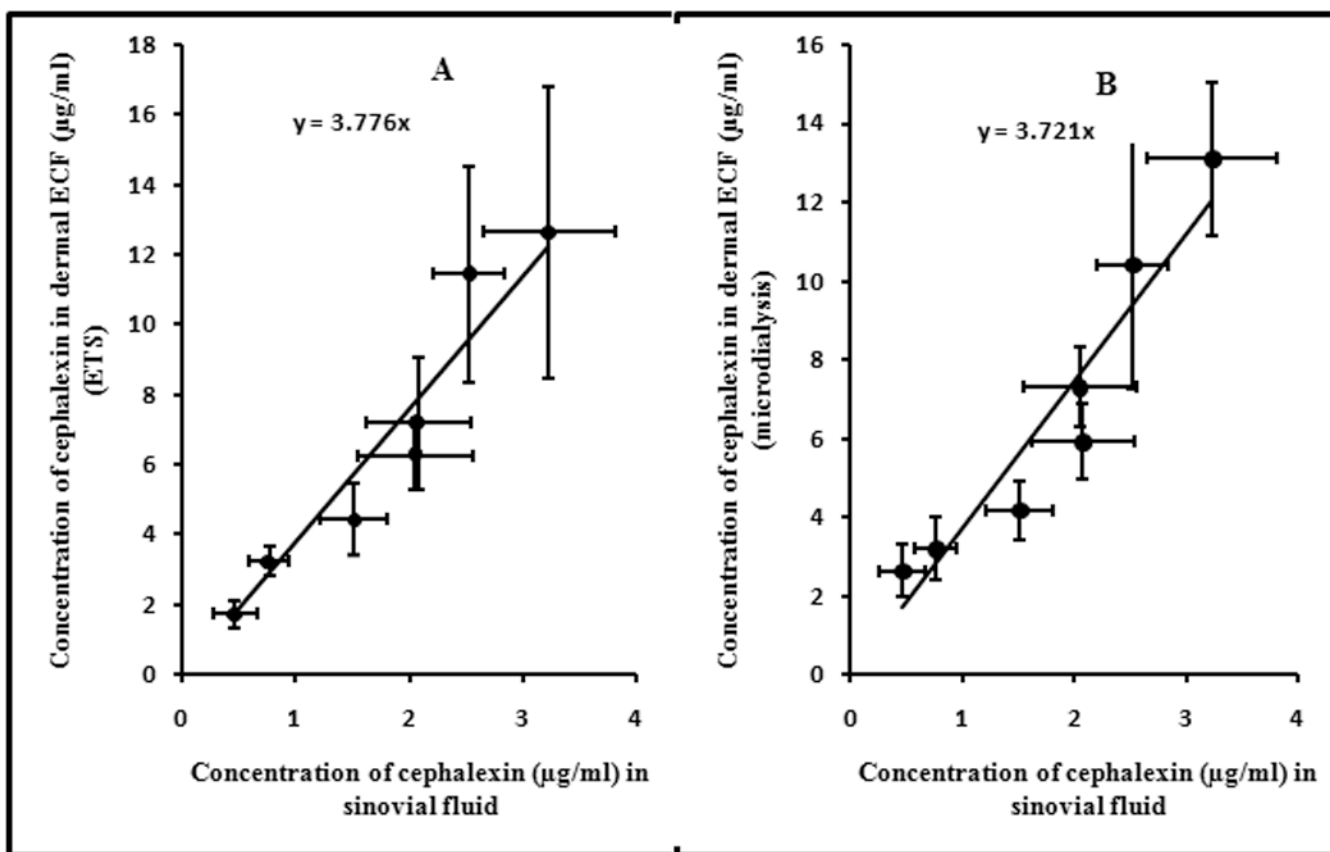 A
y = 3.776x
Concentration of cephalexin in dermal ECF (µg/ml)
(ETS)
18
16
14
12
10
8
6
4
2
0
0 1 2 3 4
Concentration of cephalexin (µg/ml) in
sinovial fluid
B
y = 3.721x
Concentration of cephalexin in dermal ECF (µg/ml)
(microdialysis)
16
14
12
10
8
6
4
2
0
0 1 2 3 4
Concentration of cephalexin (µg/ml) in
sinovial fluid